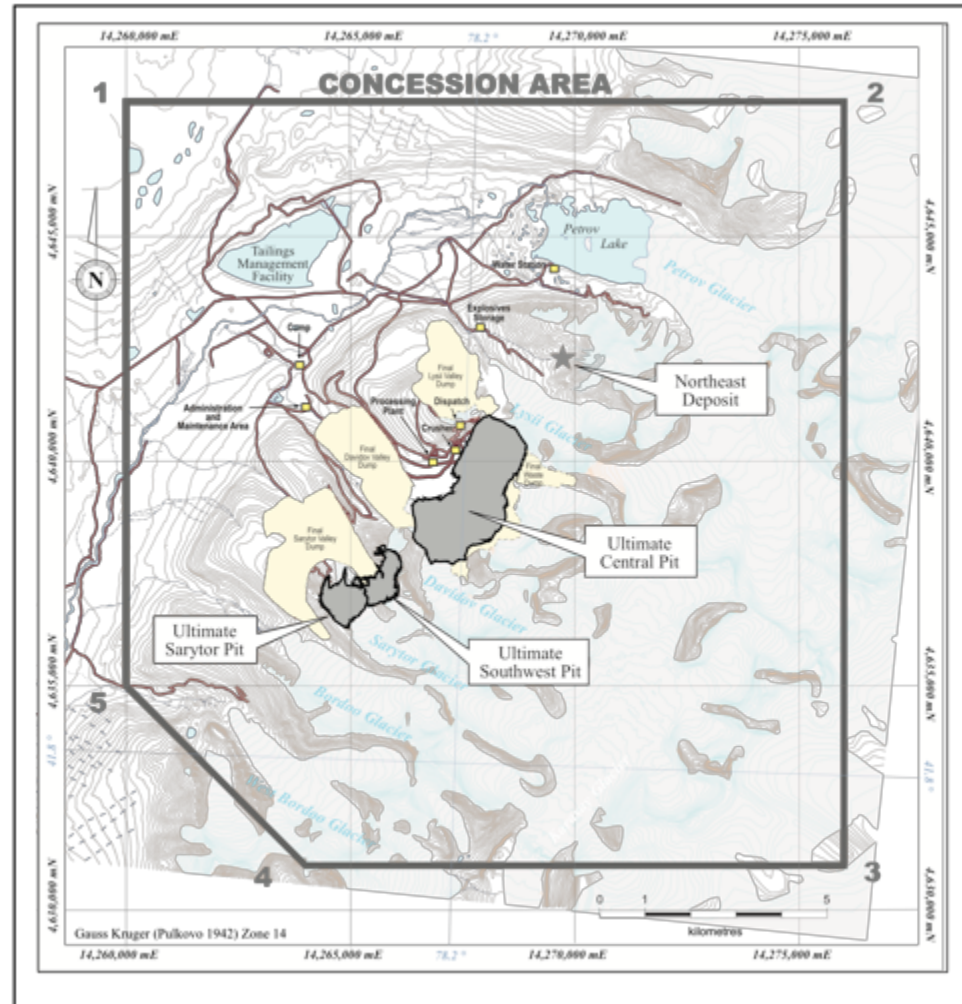 14,260,000 mE
14,265,000 mE
78.2 °
14,270,000 mE
14,275,000 mE
CONCESSION AREA
1
2
4,645,000 mN
4,645,000 mN
Petrov
Lake
Tailings
Management
Facility
Water Station
Petrov Glacier
N
Explosives
Storage
Camp
Final
Lysii Valley
Dump
Northeast
Deposit
Processing
Plant
Dispatch
Administration
and
Maintenance Area
Crusher
Lysii Glacier
4,640,000 mN
4,640,000 mN
Final
Davidov Valley
Dump
Final
Waste
Dump
Final
Sarytor Valley
Dump
Ultimate
Central Pit
Davidov Glacier
Ultimate
Sarytor Pit
Sarytor Glacier
Ultimate
Southwest Pit
4,635,000 mN
4,635,000 mN
5
Bordoo Glacier
41.8 °
41.8 °
Bordoo Glacier
4
3
4,630,000 mN
4,630,000 mN
0
1
5
kilometres
Gauss Kruger (Pulkovo 1942) Zone 14
14,260,000 mE
14,265,000 mE
78.2 °
14,270,000 mE
14,275,000 mE